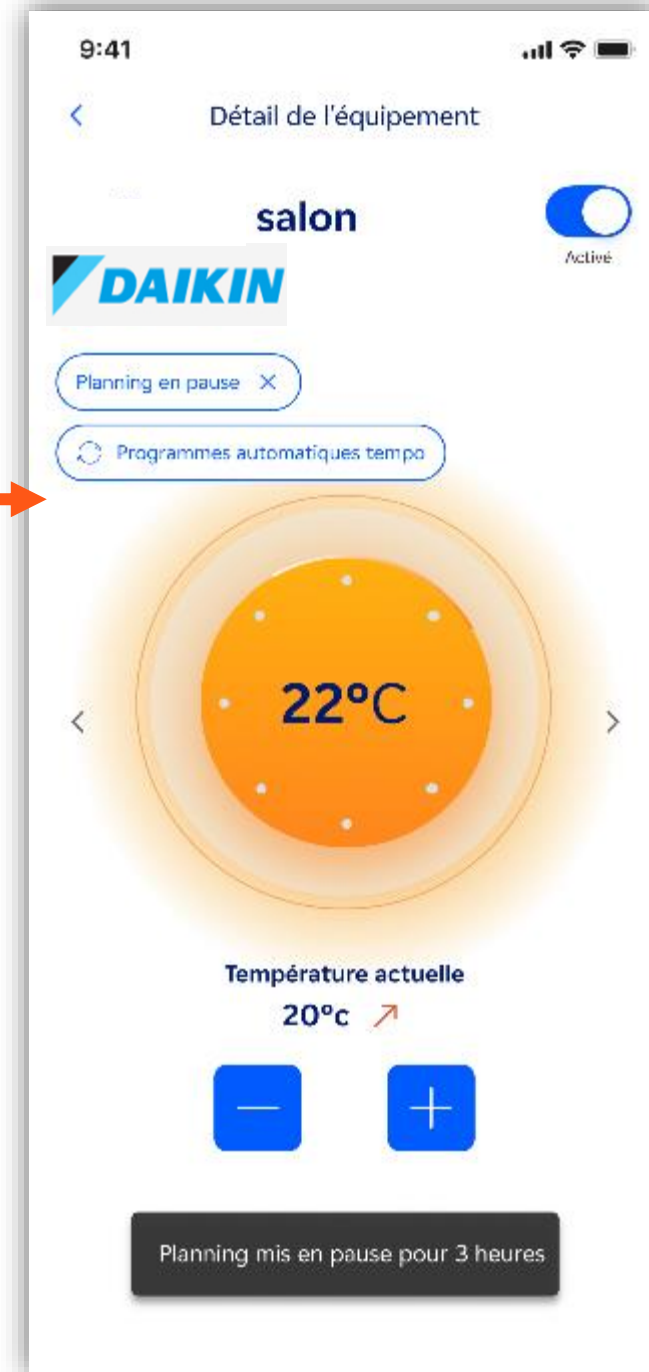 9:41
Détail de l'équipement
salon
Activé
DAIKIN
Planning en pause
Programmes automatiques tempo
22°C
Température actuelle
20°c
Planning mis en pause pour 3 heures